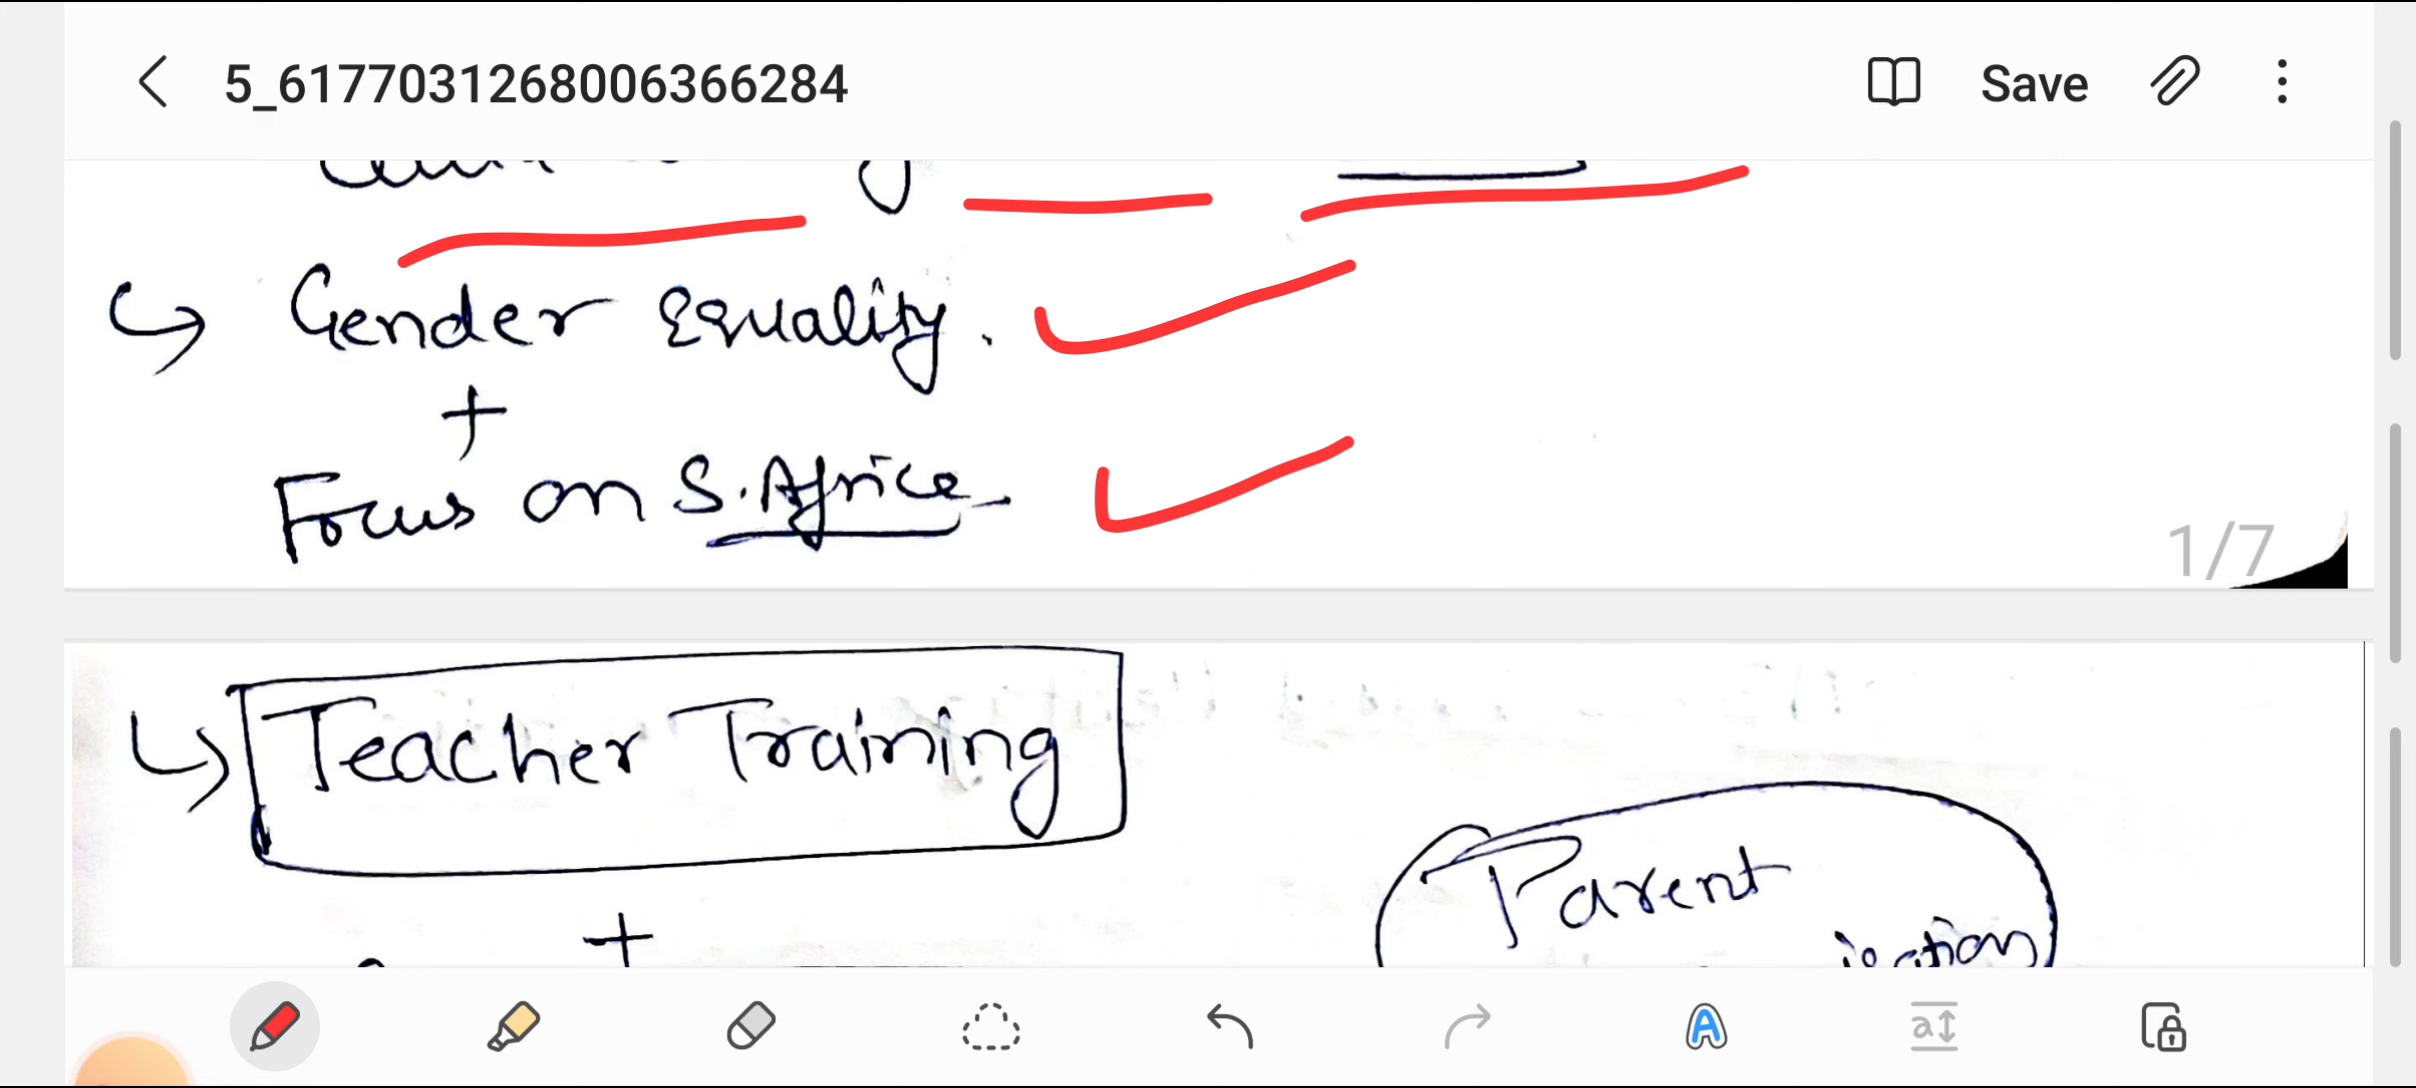 5_6177031268006366284
Save
↳ Gender Equality.
+
Focus on S. Africa
1/7
↳ Teacher Training
+
Parent